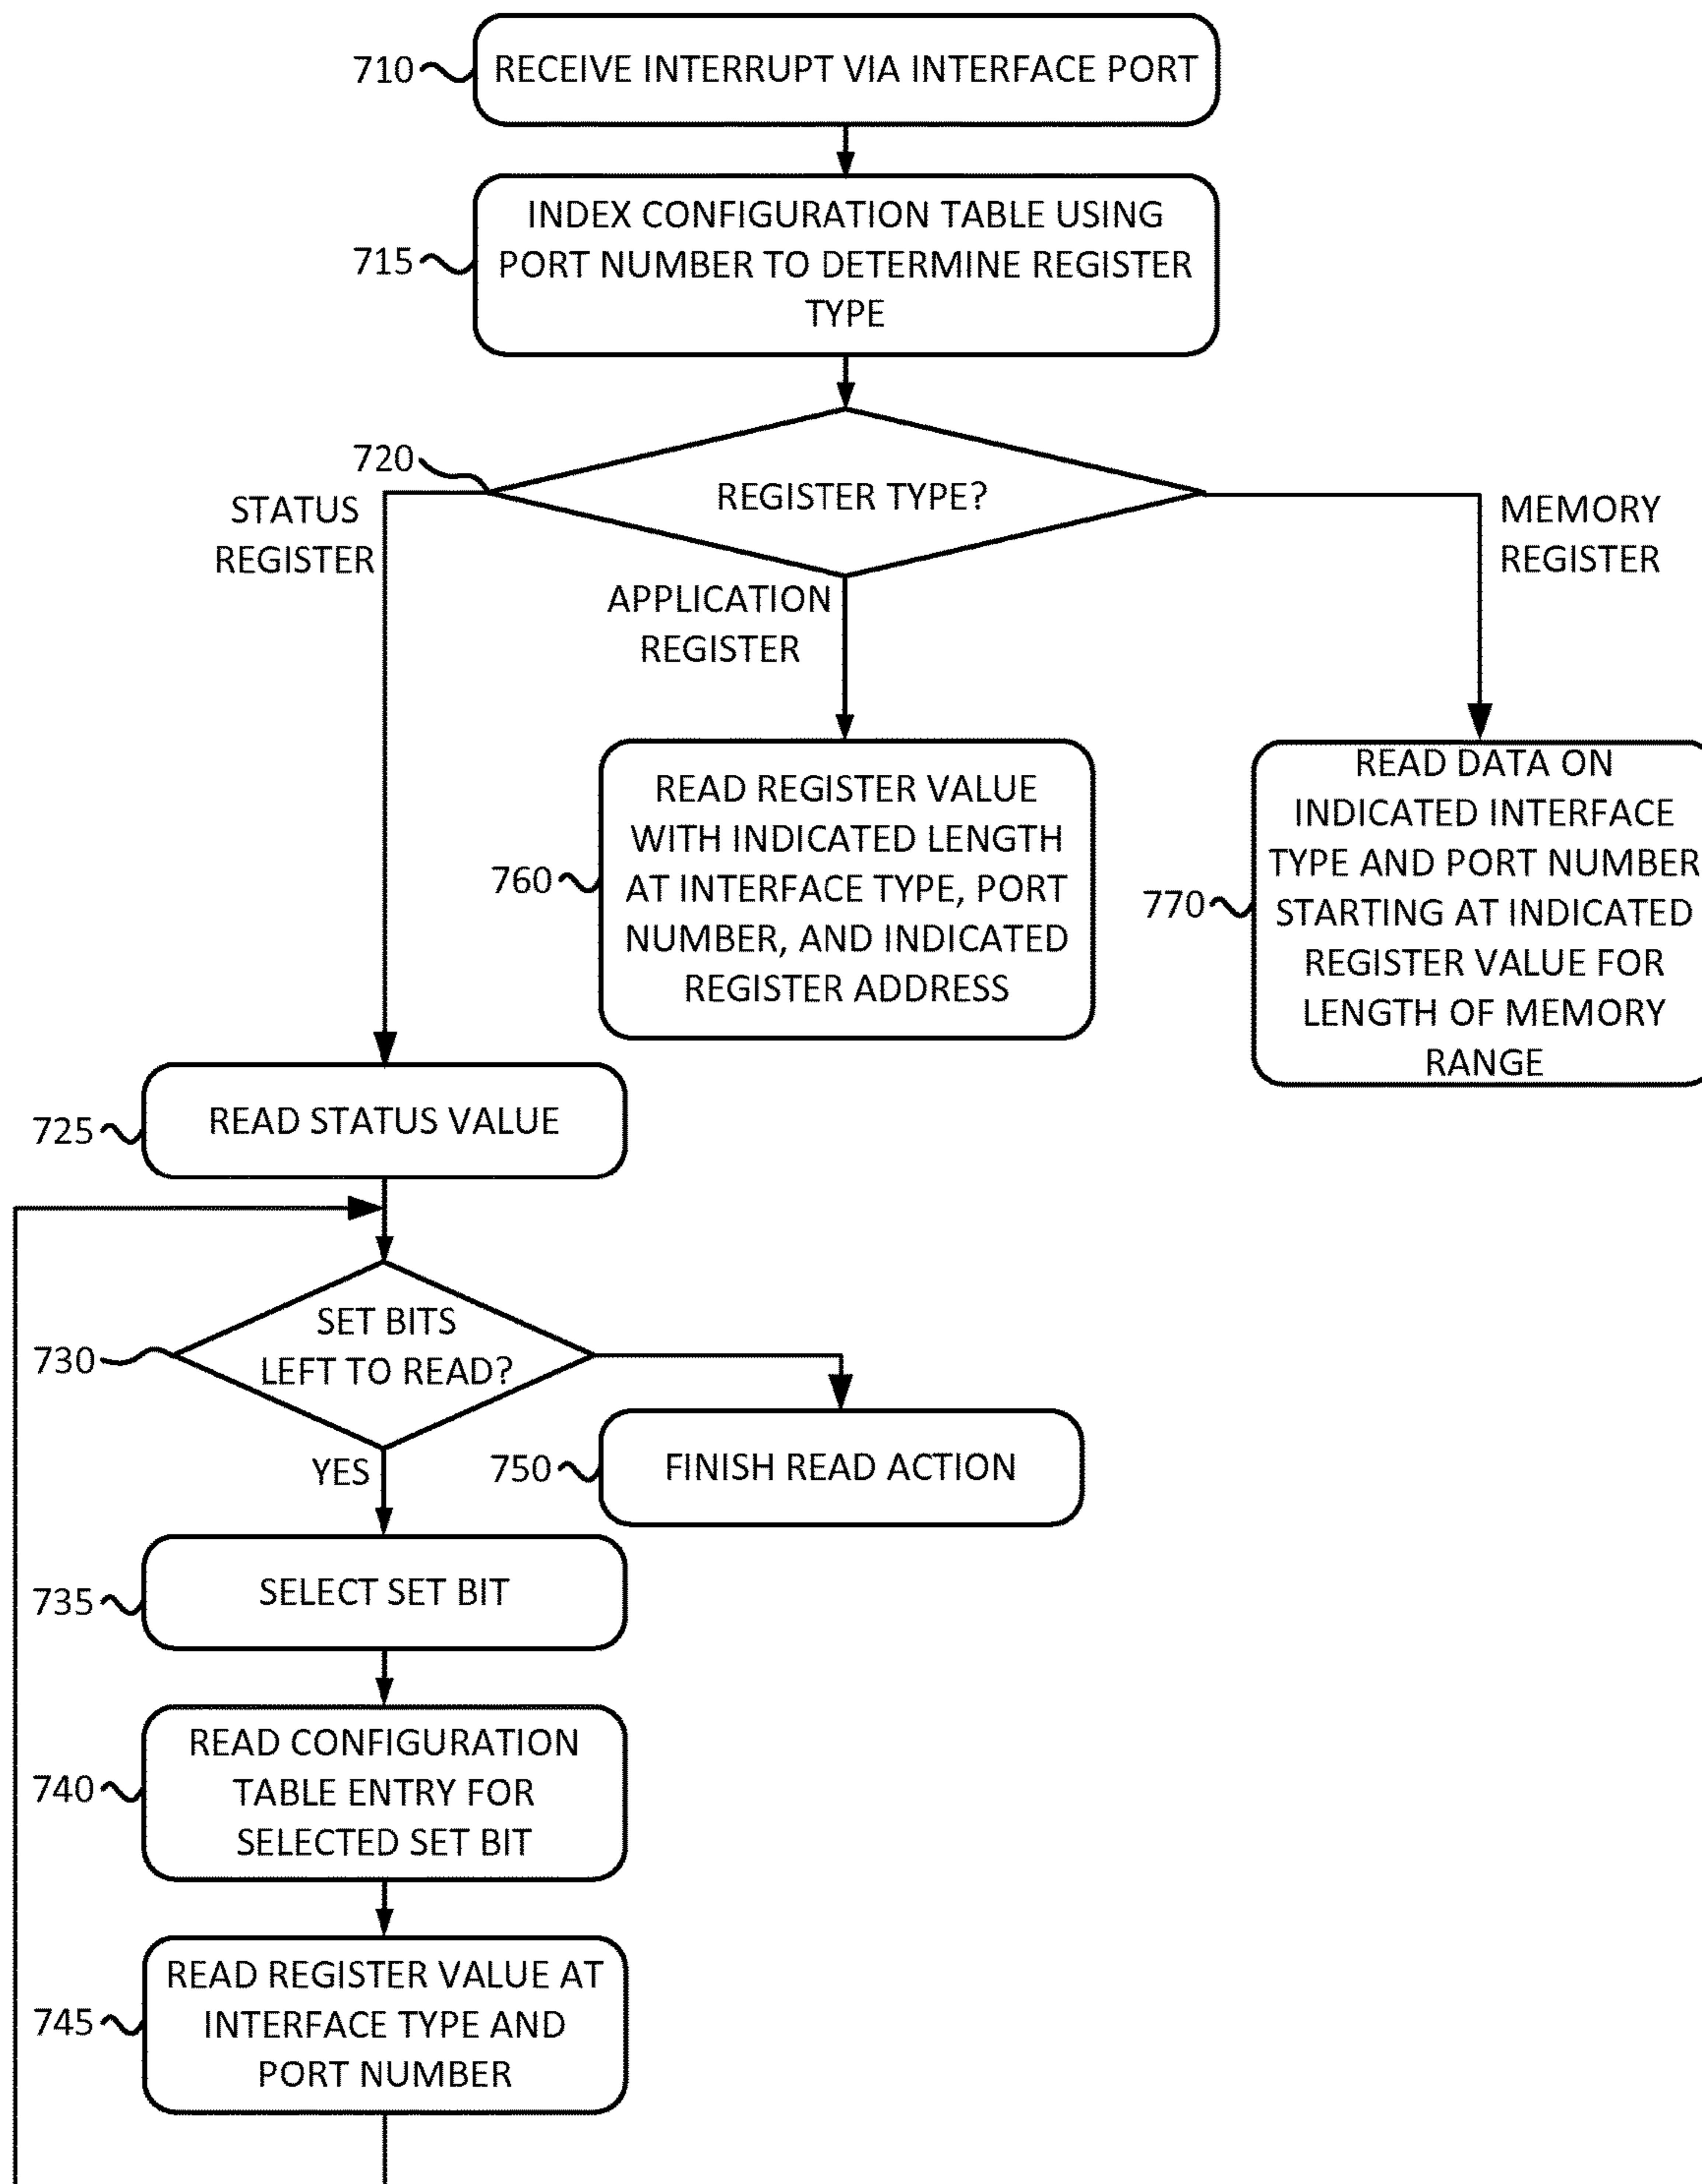 710
RECEIVE INTERRUPT VIA INTERFACE PORT
715
INDEX CONFIGURATION TABLE USING
PORT NUMBER TO DETERMINE REGISTER
TYPE
720
REGISTER TYPE?
STATUS
REGISTER
APPLICATION
REGISTER
MEMORY
REGISTER
760
READ REGISTER VALUE
WITH INDICATED LENGTH
AT INTERFACE TYPE, PORT
NUMBER, AND INDICATED
REGISTER ADDRESS
770
READ DATA ON
INDICATED INTERFACE
TYPE AND PORT NUMBER
STARTING AT INDICATED
REGISTER VALUE FOR
LENGTH OF MEMORY
RANGE
725
READ STATUS VALUE
730
SET BITS
LEFT TO READ?
YES
750
FINISH READ ACTION
735
SELECT SET BIT
740
READ CONFIGURATION
TABLE ENTRY FOR
SELECTED SET BIT
745
READ REGISTER VALUE AT
INTERFACE TYPE AND
PORT NUMBER